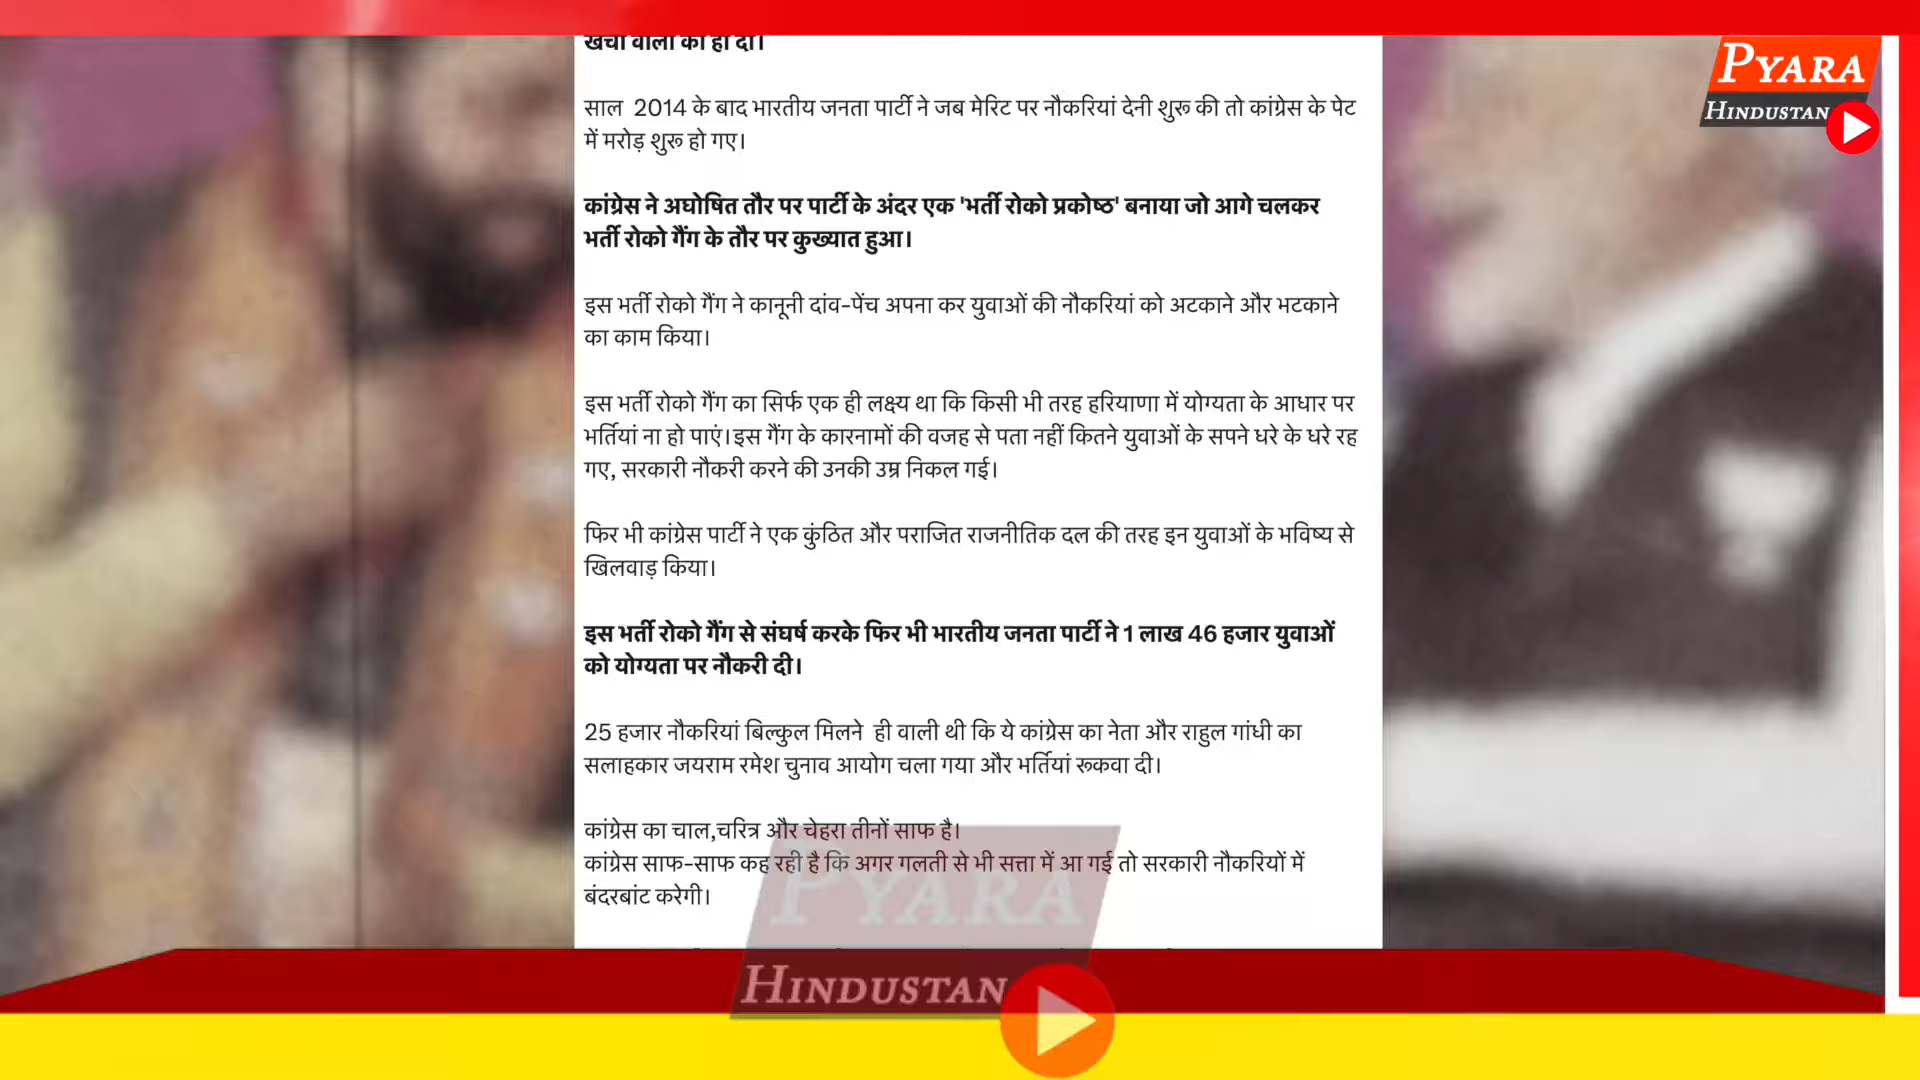 खर्ची वालों को ही दी।
साल 2014 के बाद भारतीय जनता पार्टी ने जब मेरिट पर नौकरियां देनी शुरू की तो कांग्रेस के पेट
में मरोड़ शुरू हो गए।
कांग्रेस ने अघोषित तौर पर पार्टी के अंदर एक 'भर्ती रोको प्रकोष्ठ' बनाया जो आगे चलकर
भर्ती रोको गैंग के तौर पर कुख्यात हुआ।
इस भर्ती रोको गैंग ने कानूनी दांव-पेंच अपना कर युवाओं की नौकरियां को अटकाने और भटकाने
का काम किया।
इस भर्ती रोको गैंग का सिर्फ एक ही लक्ष्य था कि किसी भी तरह हरियाणा में योग्यता के आधार पर
भर्तियां ना हो पाएं।इस गैंग के कारनामों की वजह से पता नहीं कितने युवाओं के सपने धरे के धरे रह
गए, सरकारी नौकरी करने की उनकी उम्र निकल गई।
फिर भी कांग्रेस पार्टी ने एक कुंठित और पराजित राजनीतिक दल की तरह इन युवाओं के भविष्य से
खिलवाड़ किया।
इस भर्ती रोको गैंग से संघर्ष करके फिर भी भारतीय जनता पार्टी ने 1 लाख 46 हजार युवाओं
को योग्यता पर नौकरी दी।
25 हजार नौकरियां बिल्कुल मिलने ही वाली थी कि ये कांग्रेस का नेता और राहुल गांधी का
सलाहकार जयराम रमेश चुनाव आयोग चला गया और भर्तियां रूकवा दी।
कांग्रेस का चाल,चरित्र और चेहरा तीनों साफ है।
कांग्रेस साफ-साफ कह रही है कि अगर गलती से भी सत्ता में आ गई तो सरकारी नौकरियों में
बंदरबांट करेगी।
PYARA
HINDUSTAN
PYARA
HINDUSTAN